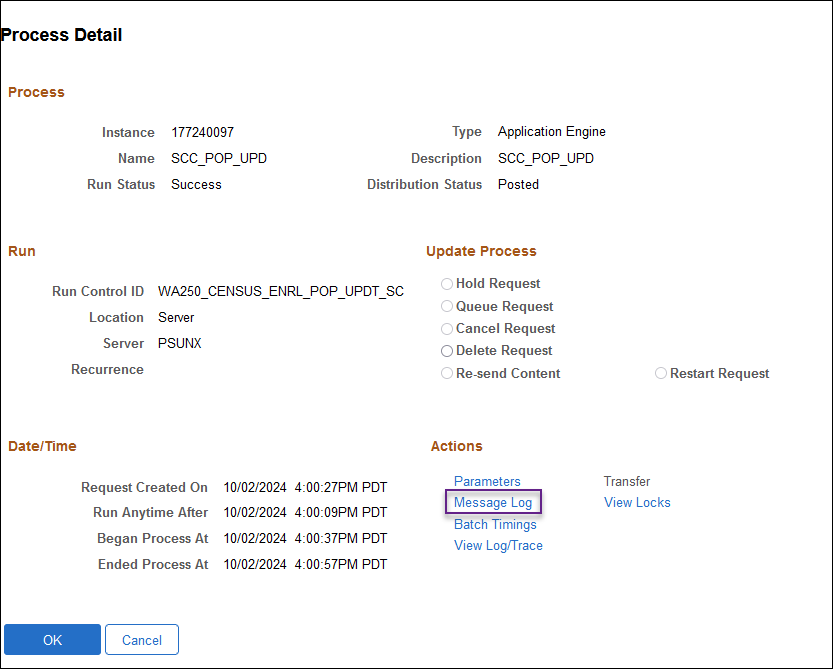 Process Detail
Process
Instance 177240097 Type Application Engine
Name SCC_POP_UPD Description SCC_POP_UPD
Run Status Success Distribution Status Posted
Run Update Process
Hold Request
Run Control ID WA250_CENSUS_ENRL_POP_UPDT_SC
Queue Request
Location Server
Cancel Request
Server PSUNX
Delete Request
Recurrence
Re-send Content Restart Request
Date/Time Actions
Request Created On 10/02/2024 4:00:27PM PDT
Parameters Transfer
Run Anytime After 10/02/2024 4:00:09PM PDT
Message Log View Locks
Began Process At 10/02/2024 4:00:37PM PDT
Batch Timings
Ended Process At 10/02/2024 4:00:57PM PDT
View Log/Trace
OK Cancel